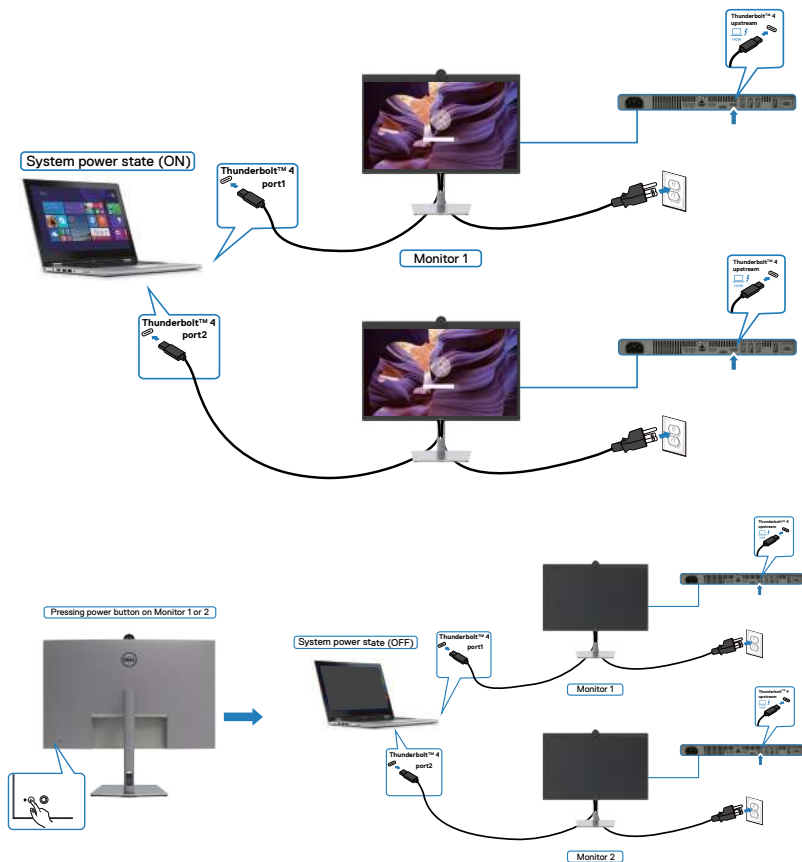 Thunderbolt™ 4
upstream
140W
System power state (ON)
Thunderbolt™ 4
port1
Monitor 1
Thunderbolt™ 4
upstream
Thunderbolt™ 4
port2
Thunderbolt™ 4
upstream
Pressing power button on Monitor 1 or 2
DELL
System power state (OFF)
Thunderbolt™ 4
port1
Monitor 1
Thunderbolt™ 4
upstream
Thunderbolt™ 4
port2
Monitor 2